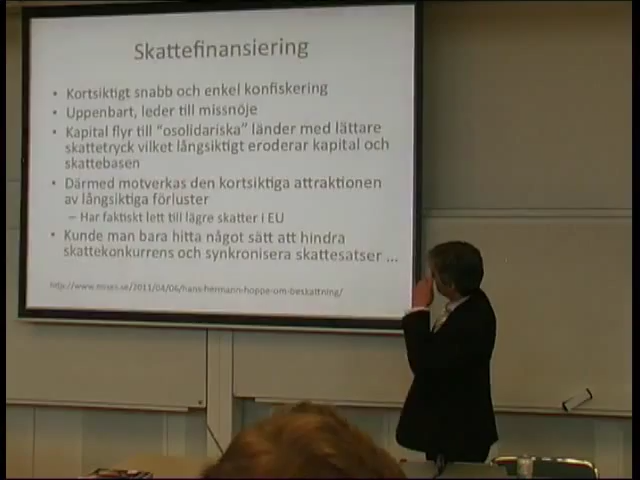 Skattefinansiering
• Kortsiktigt snabb och enkel konfiskering
• Uppenbart, leder till missnöje
• Kapital flyr till "osolidariska" länder med lättare
skattetryck vilket långsiktigt eroderar kapital och
skattebasen
• Därmed motverkas den kortsiktiga attraktionen
av långsiktiga förluster
– Har faktiskt lett till lägre skatter i EU
• Kunde man bara hitta något sätt att hindra
skattekonkurrens och synkronisera skattesatser ...
http://www.mises.se/2011/04/06/hans-hermann-hoppe-om-beskattning/